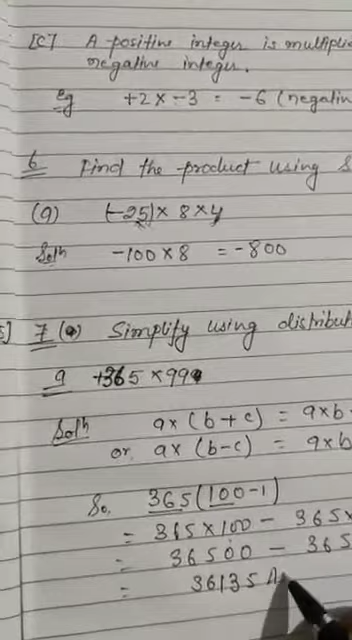 [C] A positive integer is multiplie
negative integer.
eg +2 × -3 = -6 (negativ
6 Find the product using S
(a) (-25) × 8 × 4
Solⁿ -100 × 8 = -800
7 (a) Simplify using distribut
a 365 × 99
Solⁿ a×(b+c) = a×b
or, a×(b-c) = a×b
So, 365(100-1)
= 365×100 - 365×
= 36500 - 365
= 36135 A